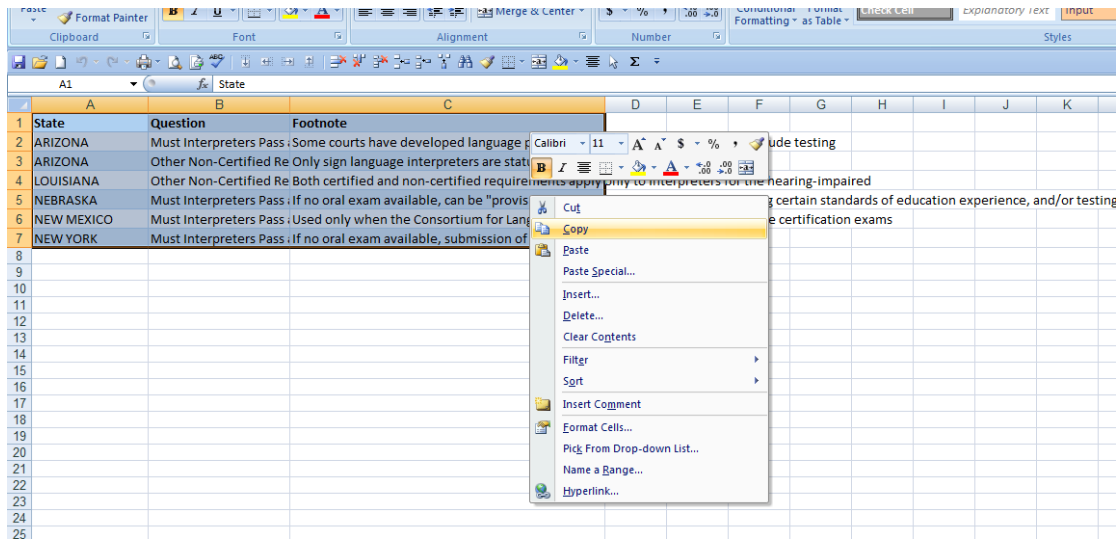 Paste
Format Painter
B I U A
Merge & Center
$ % , .00 →.0
Conditional Format
Formatting as Table
Check Cell
Explanatory Text
Input
Clipboard Font Alignment Number Styles
Σ
A1 fx State
A B C D E F G H I J K
1 State Question Footnote
2 ARIZONA Must Interpreters Pass Some courts have developed language p ude testing
3 ARIZONA Other Non-Certified Re Only sign language interpreters are statu
4 LOUISIANA Other Non-Certified Re Both certified and non-certified requirements apply only to interpreters for the hearing-impaired
5 NEBRASKA Must Interpreters Pass If no oral exam available, can be "provis g certain standards of education experience, and/or testing
6 NEW MEXICO Must Interpreters Pass Used only when the Consortium for Lang e certification exams
7 NEW YORK Must Interpreters Pass If no oral exam available, submission of
8
9
10
11
12
13
14
15
16
17
18
19
20
21
22
23
24
25
Calibri 11 A A $ % ,
B I A .00 .00
Cut
Copy
Paste
Paste Special...
Insert...
Delete...
Clear Contents
Filter
Sort
Insert Comment
Format Cells...
Pick From Drop-down List...
Name a Range...
Hyperlink...